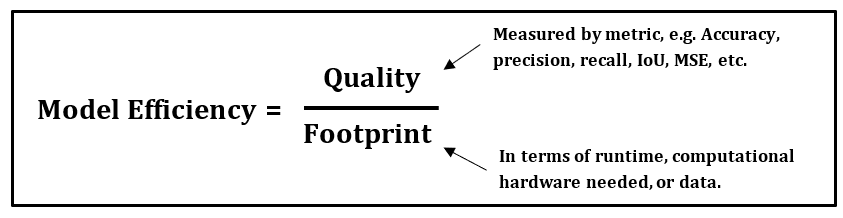 Measured by metric, e.g. Accuracy,
precision, recall, IoU, MSE, etc.
Model Efficiency =
Quality
Footprint
In terms of runtime, computational
hardware needed, or data.